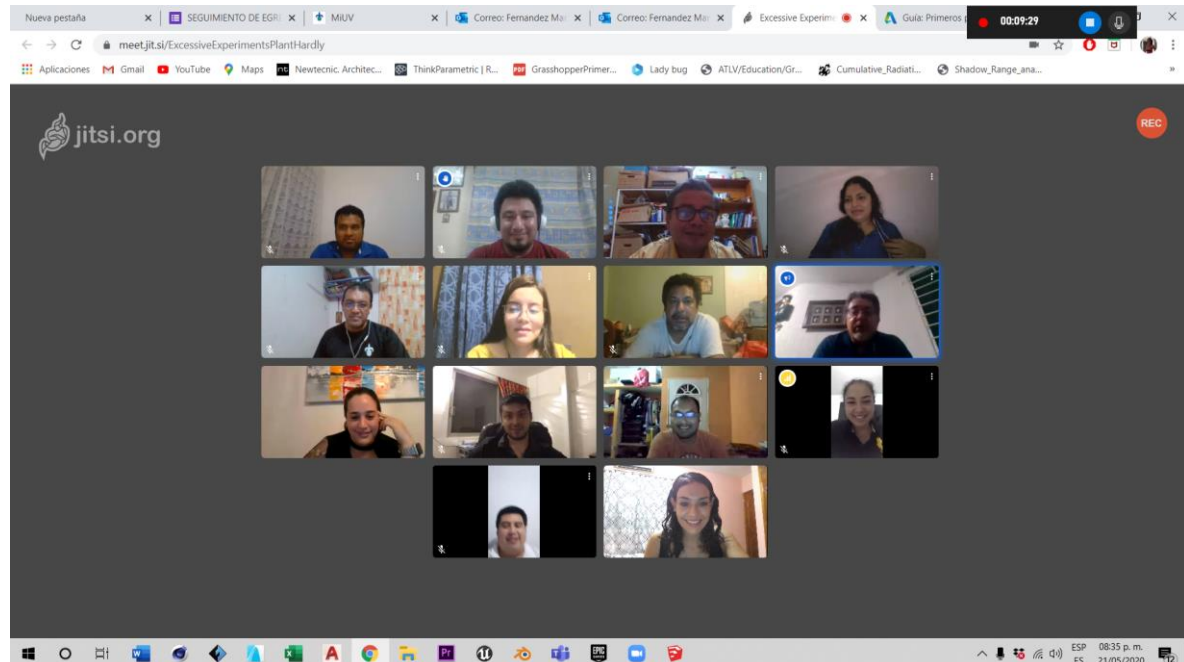 Nueva pestaña
SEGUIMIENTO DE EGR
MiUV
Correo: Fernandez Ma
Correo: Fernandez Ma
Excessive Experim
Guía: Primeros
00:09:29
meet.jit.si/ExcessiveExperimentsPlantHardly
Aplicaciones
Gmail
YouTube
Maps
Newtecnic. Architec...
ThinkParametric | R...
GrasshopperPrimer...
Lady bug
ATLV/Education/Gr...
Cumulative_Radiati...
Shadow_Range_ana...
jitsi.org
REC
ESP
08:35 p. m.
ES
21/05/2020
12